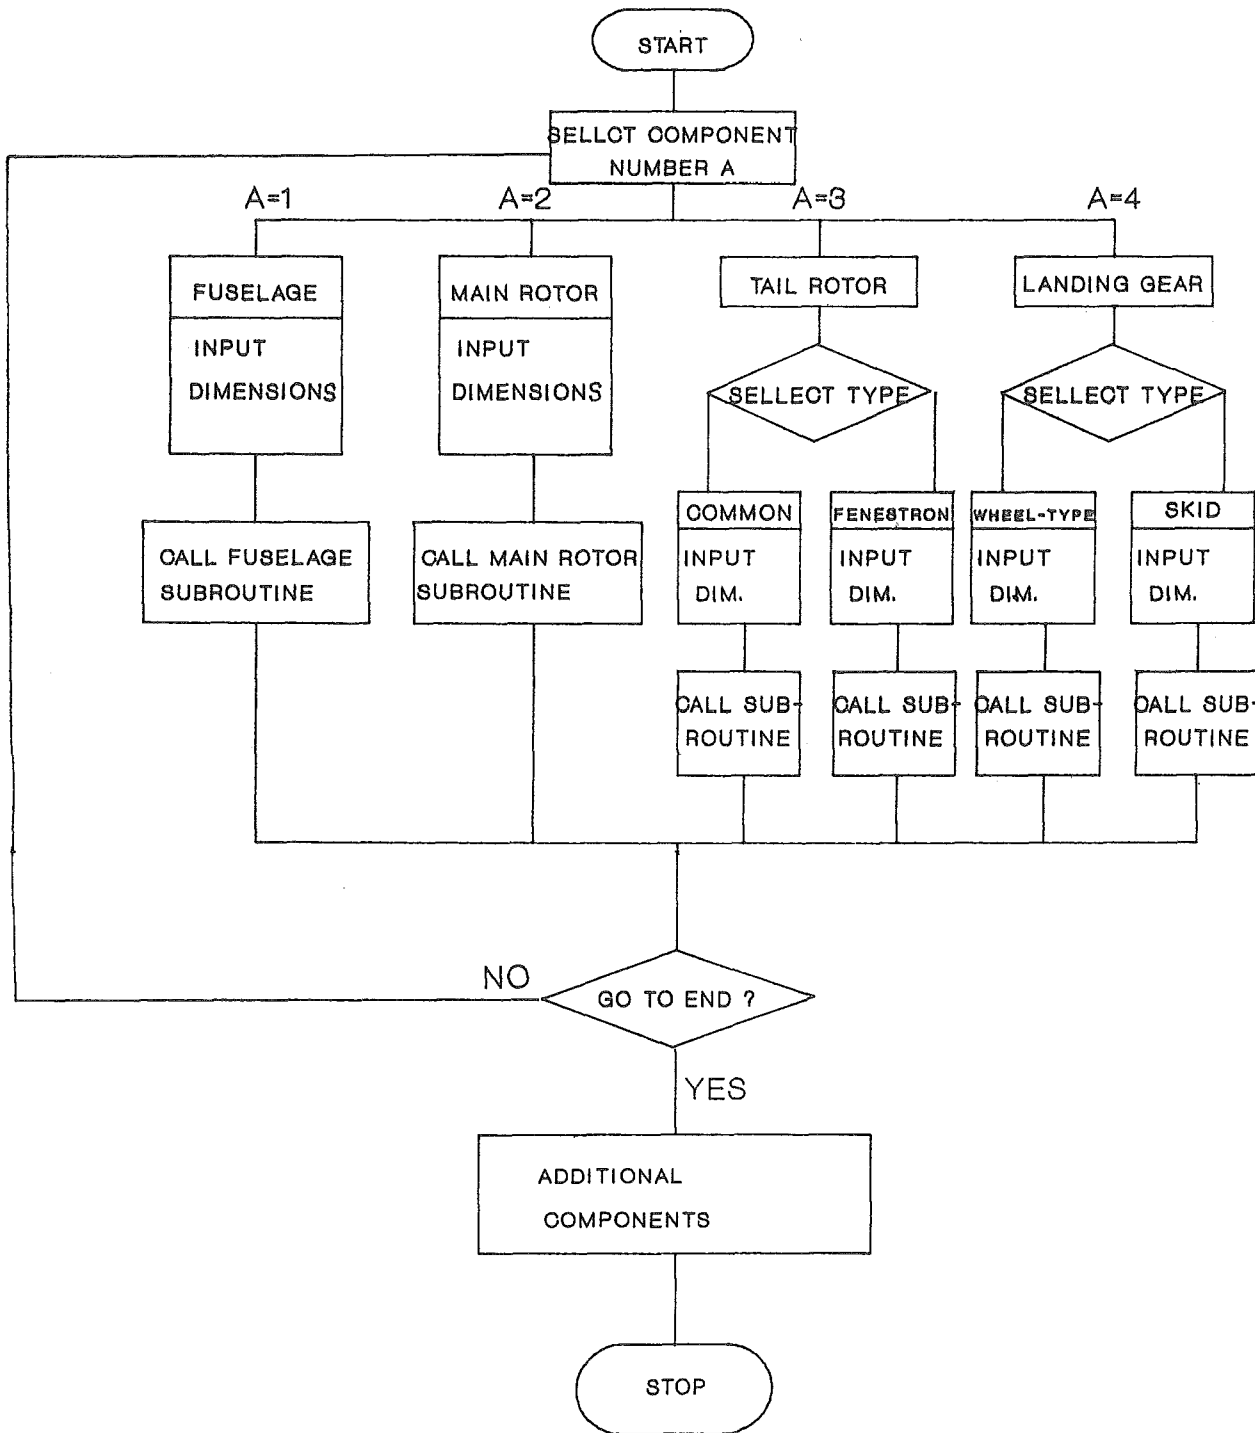 START
SELLCT COMPONENT
NUMBER A
A=1
A=2
A=3
A=4
FUSELAGE
INPUT
DIMENSIONS
MAIN ROTOR
INPUT
DIMENSIONS
TAIL ROTOR
LANDING GEAR
SELLECT TYPE
SELLECT TYPE
COMMON
INPUT
DIM.
FENESTRON
INPUT
DIM.
WHEEL-TYPE
INPUT
DIM.
SKID
INPUT
DIM.
CALL FUSELAGE
SUBROUTINE
CALL MAIN ROTOR
SUBROUTINE
CALL SUB-
ROUTINE
CALL SUB-
ROUTINE
CALL SUB-
ROUTINE
CALL SUB-
ROUTINE
NO
GO TO END ?
YES
ADDITIONAL
COMPONENTS
STOP